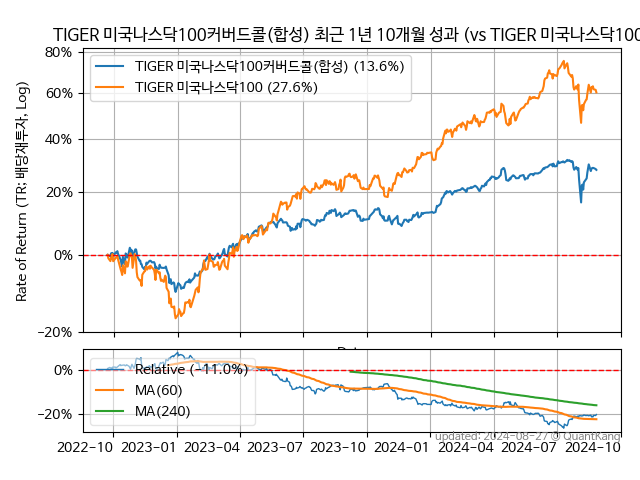 TIGER 미국나스닥100커버드콜(합성) 최근 1년 10개월 성과 (vs TIGER 미국나스닥100
Rate of Return (TR: 배당재투자, Log)
80%
60%
40%
20%
0%
−20%
TIGER 미국나스닥100커버드콜(합성) (13.6%)
TIGER 미국나스닥100 (27.6%)
0%
−20%
Relative (−11.0%)
MA(60)
MA(240)
updated: 2024-08-27 © QuantKang
2022-10 2023-01 2023-04 2023-07 2023-10 2024-01 2024-04 2024-07 2024-10